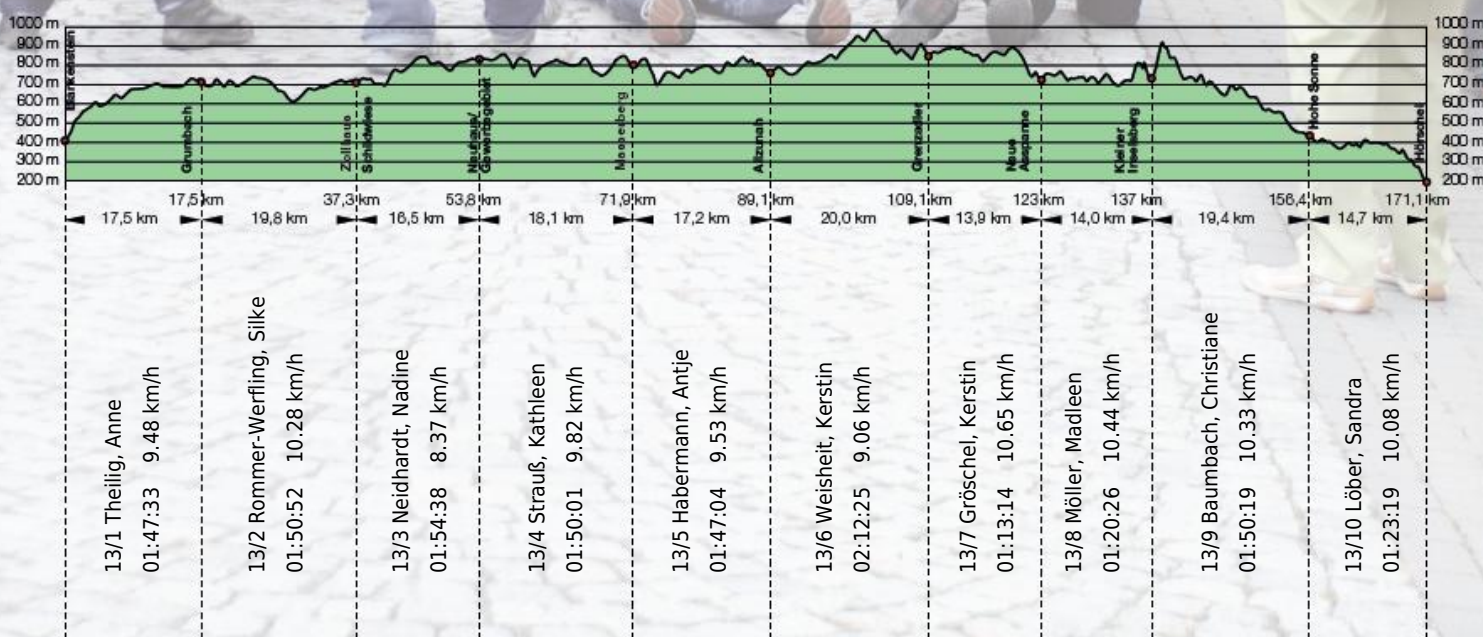 1000 m
900 m
800 m
700 m
600 m
500 m
400 m
300 m
200 m
1000 m
900 m
800 m
700 m
600 m
500 m
400 m
300 m
200 m
Blankenstein
Grumbach
Zollhaus
Schildwiese
Neuhaus/
Masserberg
Allzunah
Grenzadler
Neue
Ausspanne
Kleiner
Inselsberg
Hohe Sonne
Hörschel
17,5 km
37,3 km
53,8 km
71,9 km
89,1 km
109,1 km
123 km
137 km
156,4 km
171,1 km
17,5 km
19,8 km
16,5 km
18,1 km
17,2 km
20,0 km
13,9 km
14,0 km
19,4 km
14,7 km
13/1 Theilig, Anne
01:47:33 9.48 km/h
13/2 Rommer-Werfling, Silke
01:50:52 10.28 km/h
13/3 Neidhardt, Nadine
01:54:38 8.37 km/h
13/4 Strauß, Kathleen
01:50:01 9.82 km/h
13/5 Habermann, Antje
01:47:04 9.53 km/h
13/6 Weisheit, Kerstin
02:12:25 9.06 km/h
13/7 Gröschel, Kerstin
01:13:14 10.65 km/h
13/8 Möller, Madleen
01:20:26 10.44 km/h
13/9 Baumbach, Christiane
01:50:19 10.33 km/h
13/10 Löber, Sandra
01:23:19 10.08 km/h